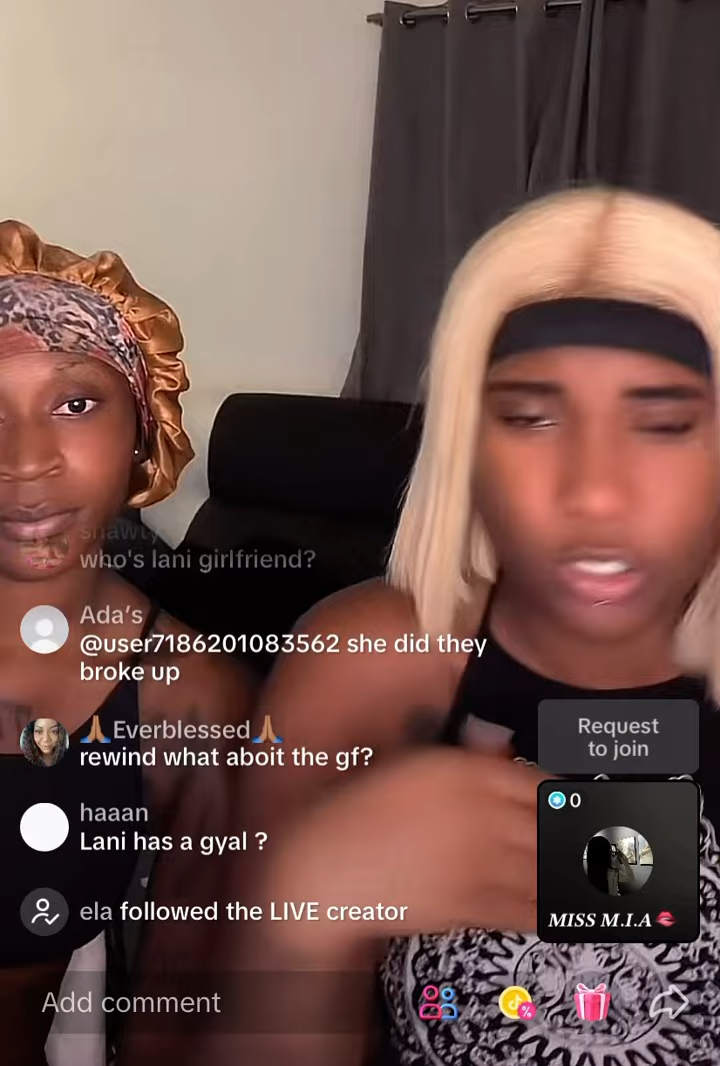 shawty
who's lani girlfriend?
Ada's
@user7186201083562 she did they
broke up
🙏🏽Everblessed🙏🏽
rewind what aboit the gf?
haaan
Lani has a gyal ?
ela followed the LIVE creator
Request
to join
0
MISS M.I.A💋
Add comment